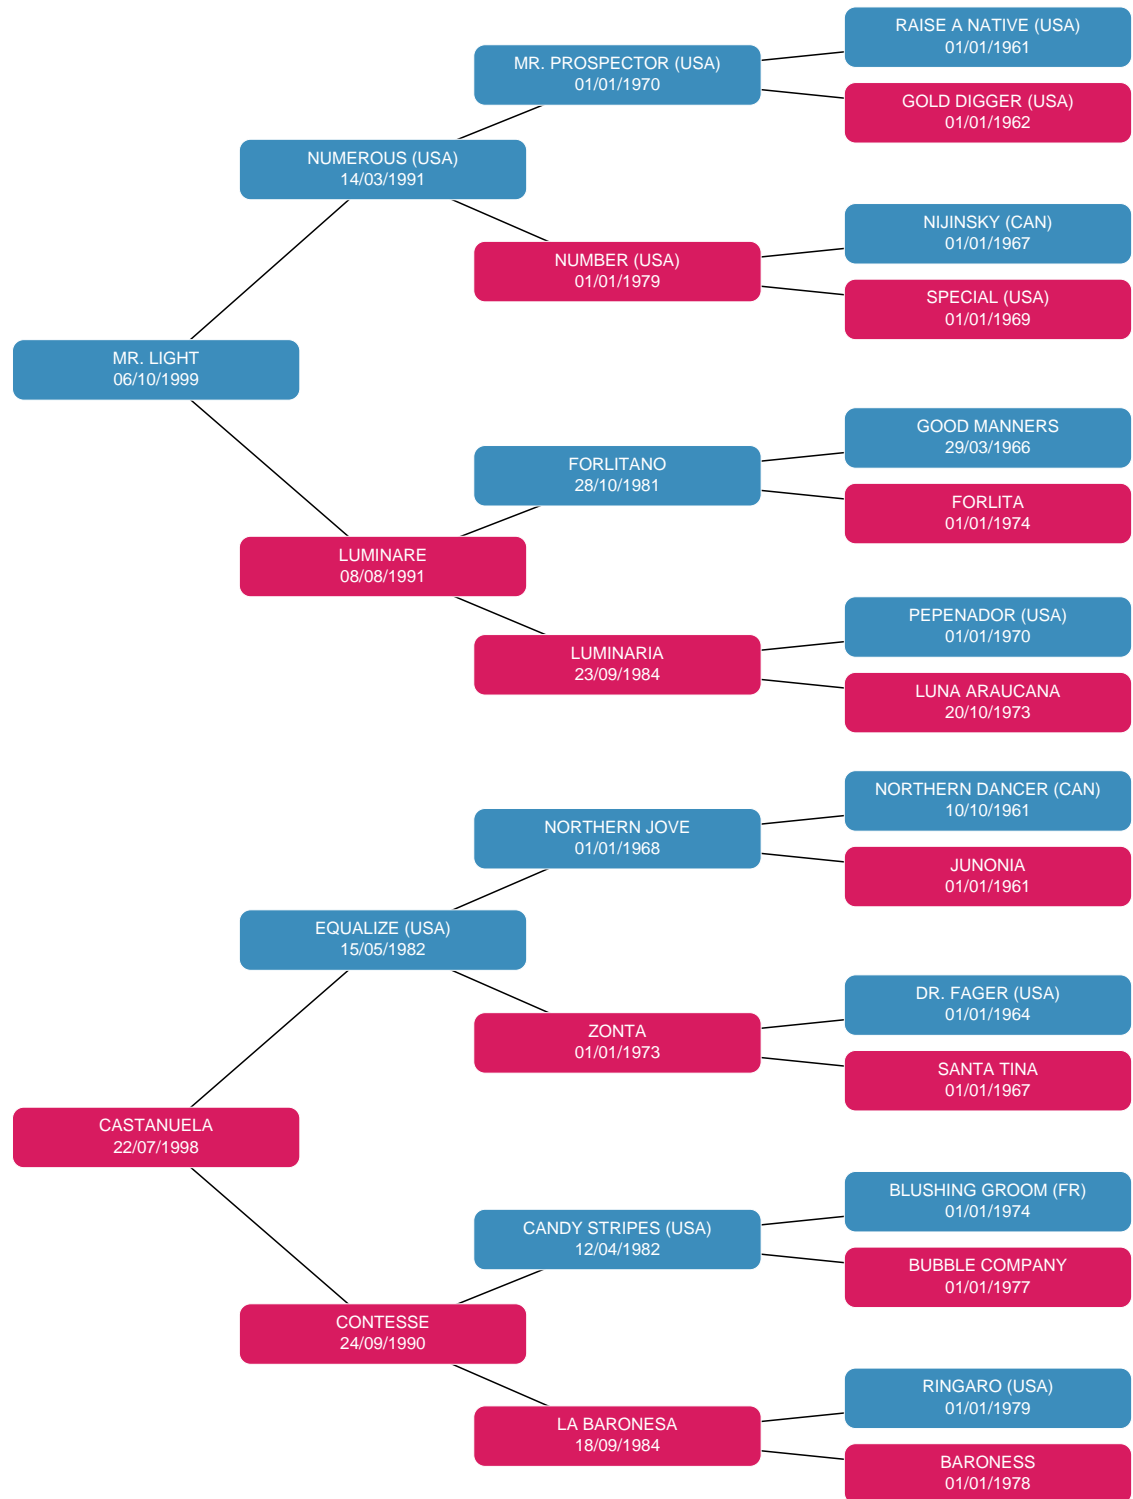 RAISE A NATIVE (USA)
01/01/1961
MR. PROSPECTOR (USA)
01/01/1970
GOLD DIGGER (USA)
01/01/1962
NUMEROUS (USA)
14/03/1991
NIJINSKY (CAN)
01/01/1967
NUMBER (USA)
01/01/1979
SPECIAL (USA)
01/01/1969
MR. LIGHT
06/10/1999
GOOD MANNERS
29/03/1966
FORLITANO
28/10/1981
FORLITA
01/01/1974
LUMINARE
08/08/1991
PEPENADOR (USA)
01/01/1970
LUMINARIA
23/09/1984
LUNA ARAUCANA
20/10/1973
NORTHERN DANCER (CAN)
10/10/1961
NORTHERN JOVE
01/01/1968
JUNONIA
01/01/1961
EQUALIZE (USA)
15/05/1982
DR. FAGER (USA)
01/01/1964
ZONTA
01/01/1973
SANTA TINA
01/01/1967
CASTANUELA
22/07/1998
BLUSHING GROOM (FR)
01/01/1974
CANDY STRIPES (USA)
12/04/1982
BUBBLE COMPANY
01/01/1977
CONTESSE
24/09/1990
RINGARO (USA)
01/01/1979
LA BARONESA
18/09/1984
BARONESS
01/01/1978